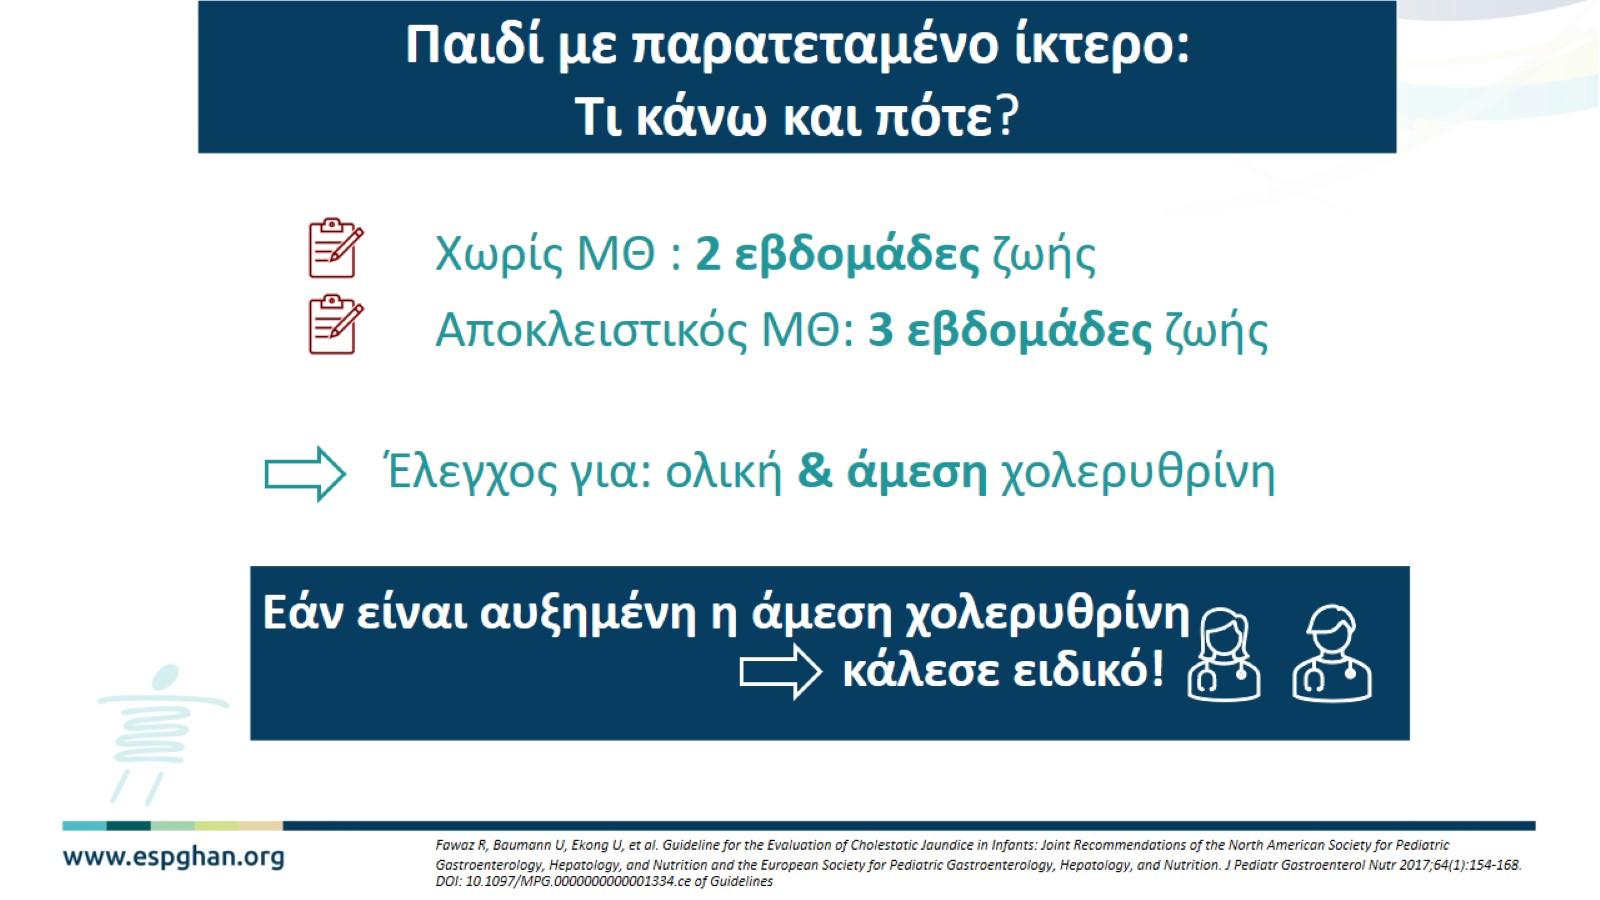 Παιδί με παρατεταμένο ίκτερο:
Τι κάνω και πότε?
Χωρίς ΜΘ : 2 εβδομάδες ζωής
Αποκλειστικός ΜΘ: 3 εβδομάδες ζωής
Έλεγχος για: ολική & άμεση χολερυθρίνη
Εάν είναι αυξημένη η άμεση χολερυθρίνη
κάλεσε ειδικό!
www.espghan.org
Fawaz R, Baumann U, Ekong U, et al. Guideline for the Evaluation of Cholestatic Jaundice in Infants: Joint Recommendations of the North American Society for Pediatric
Gastroenterology, Hepatology, and Nutrition and the European Society for Pediatric Gastroenterology, Hepatology, and Nutrition. J Pediatr Gastroenterol Nutr 2017;64(1):154-168.
DOI: 10.1097/MPG.0000000000001334.ce of Guidelines